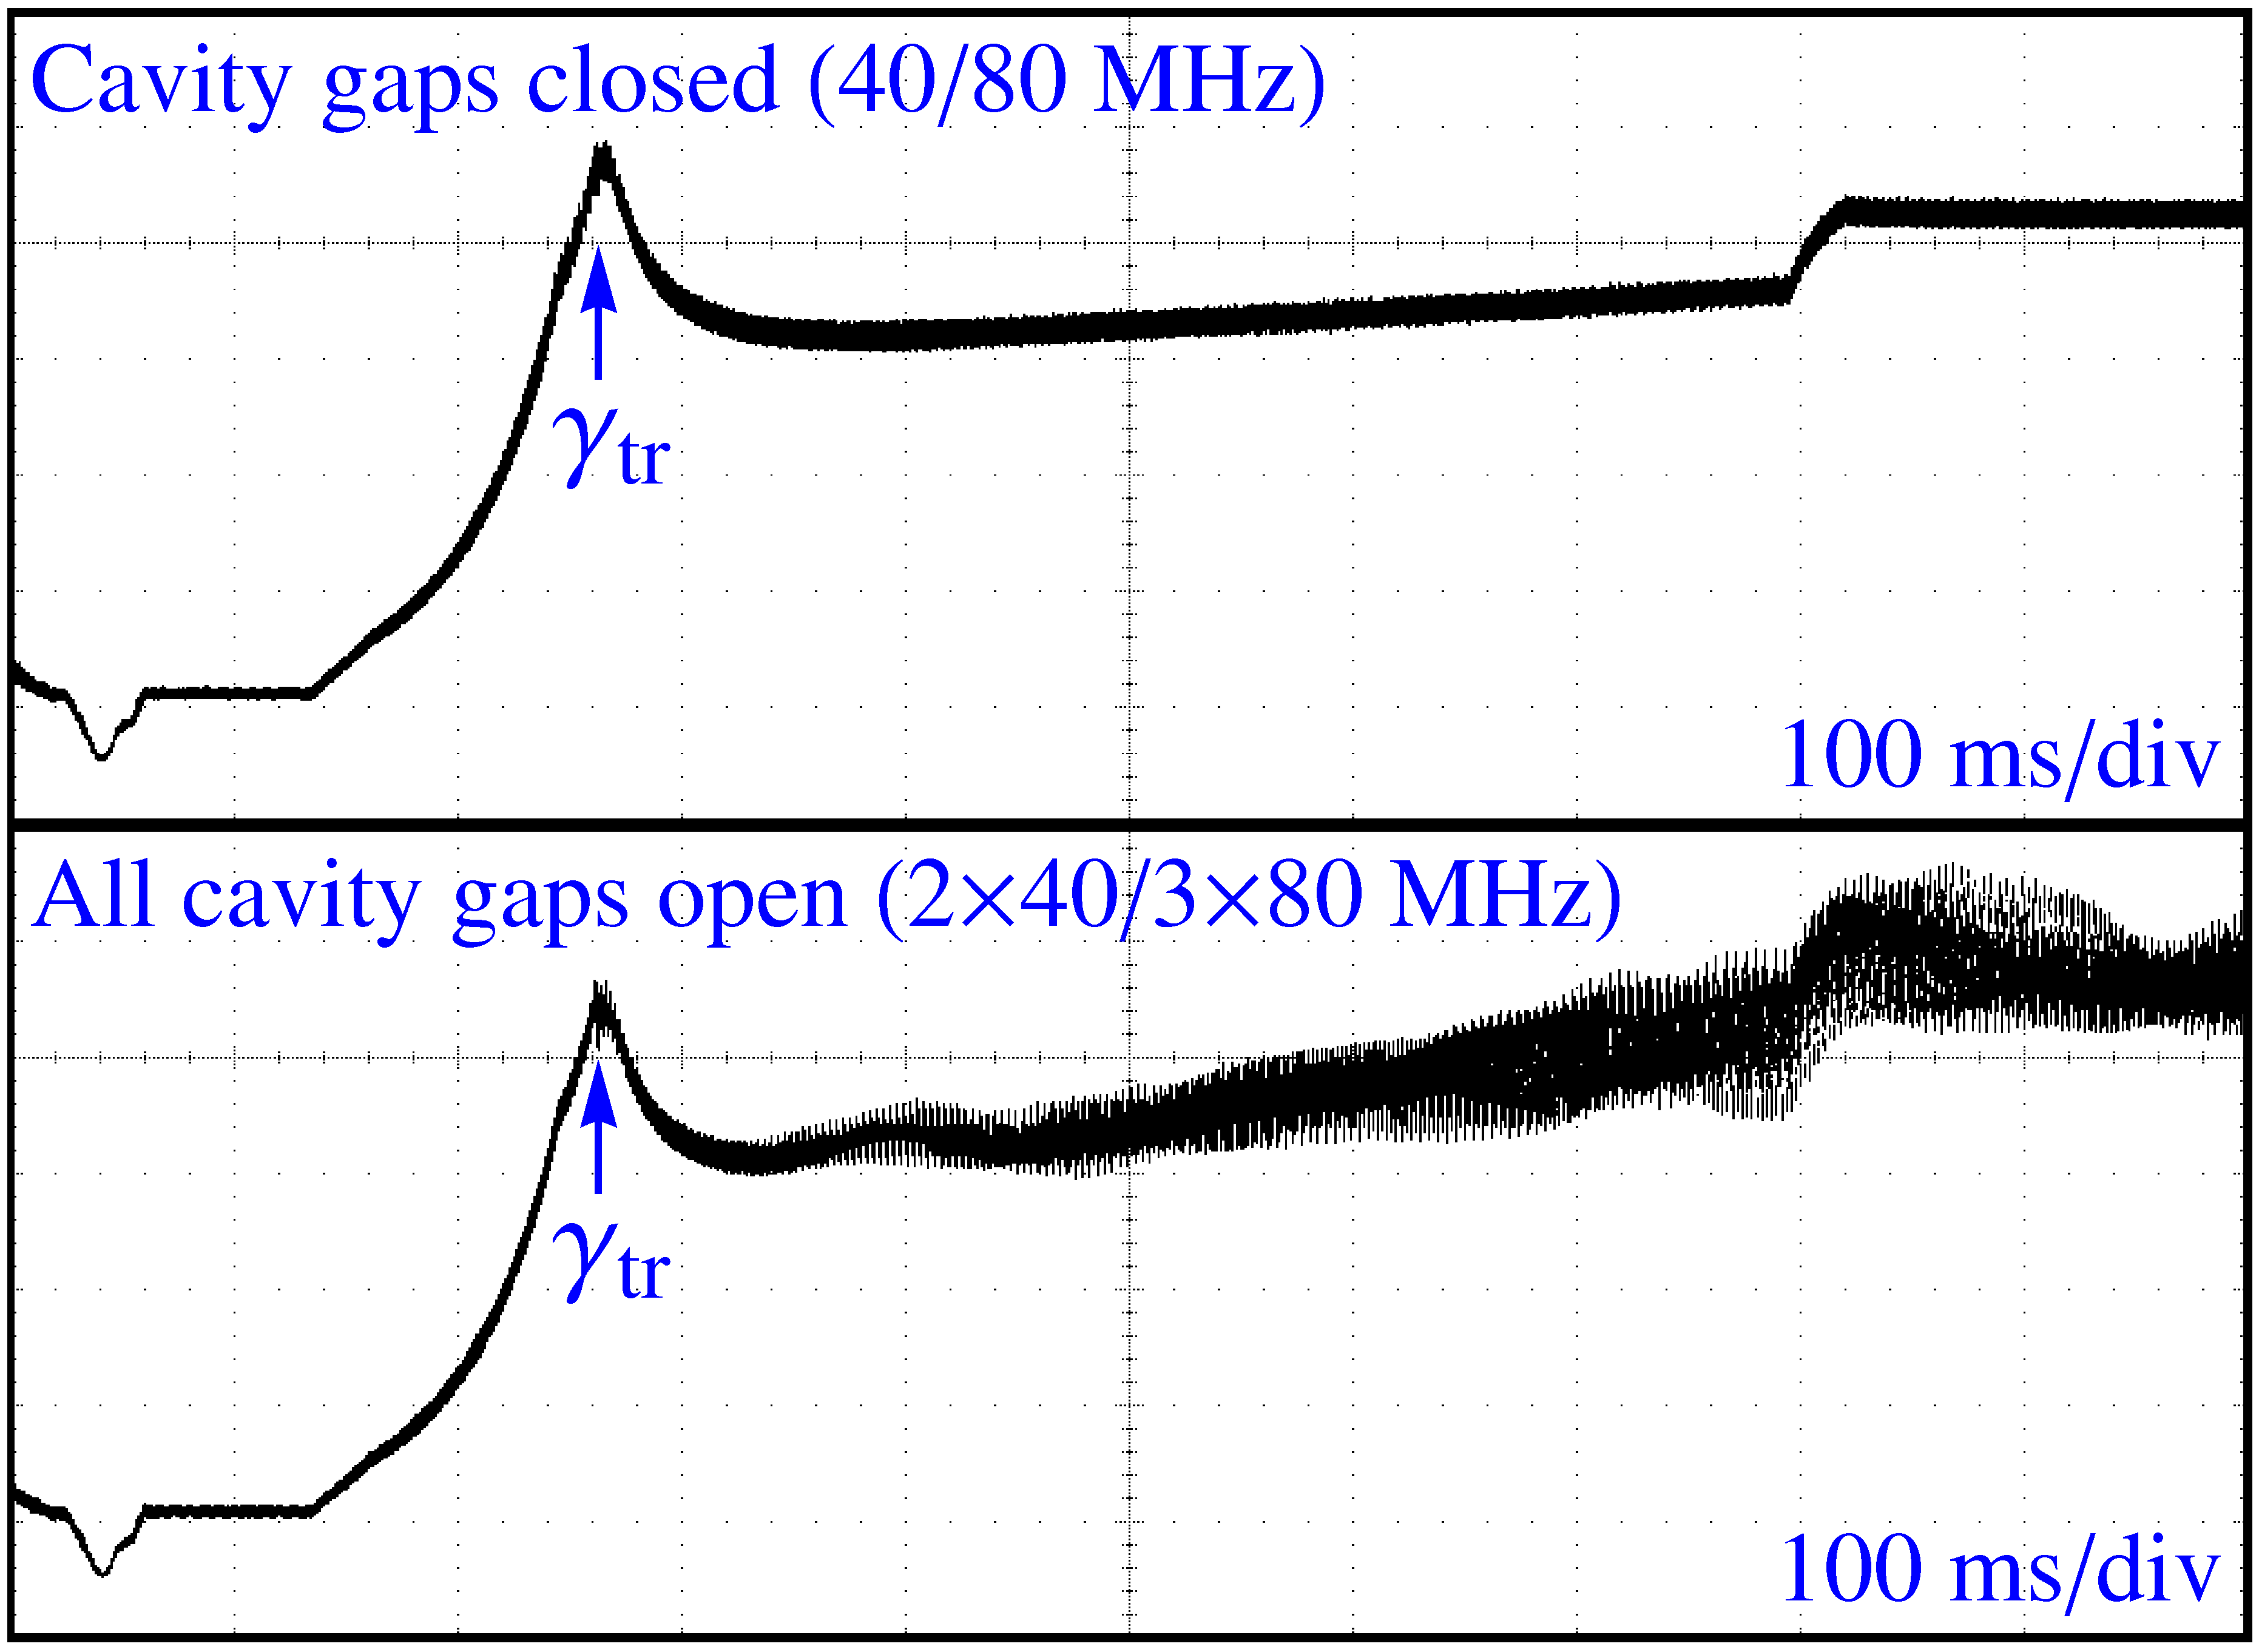 Cavity gaps closed (40/80 MHz)
γtr
100 ms/div
All cavity gaps open (2×40/3×80 MHz)
γtr
100 ms/div